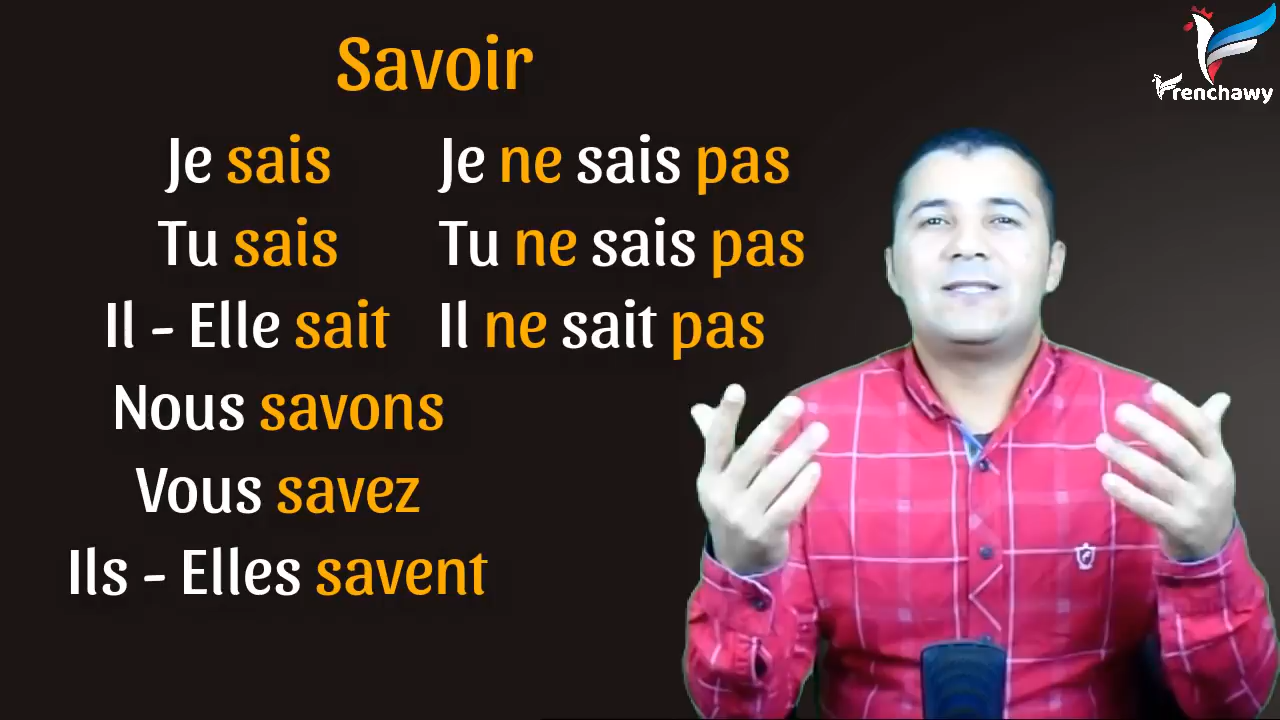 Savoir
Frenchawy
Je sais
Je ne sais pas
Tu sais
Tu ne sais pas
Il - Elle sait
Il ne sait pas
Nous savons
Vous savez
Ils - Elles savent